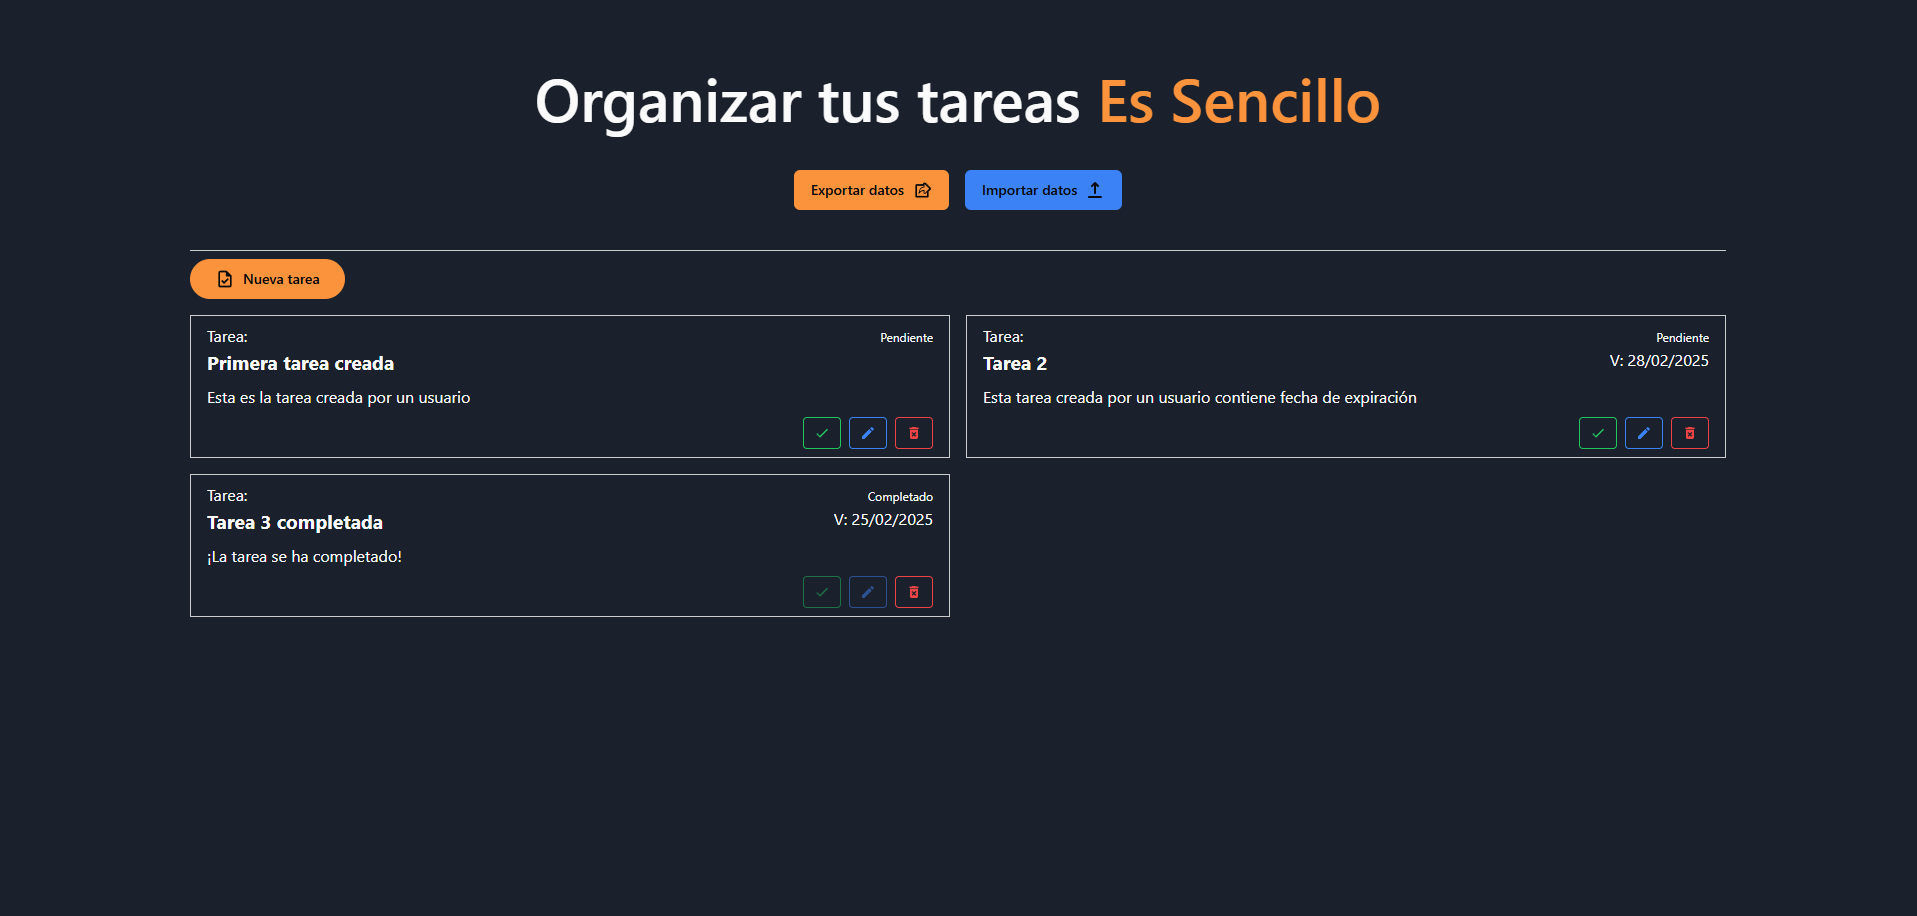 Organizar tus tareas Es Sencillo
Exportar datos
Importar datos
Nueva tarea
Tarea:
Pendiente
Primera tarea creada
Esta es la tarea creada por un usuario
Tarea:
Pendiente
Tarea 2
V: 28/02/2025
Esta tarea creada por un usuario contiene fecha de expiración
Tarea:
Completado
Tarea 3 completada
V: 25/02/2025
¡La tarea se ha completado!